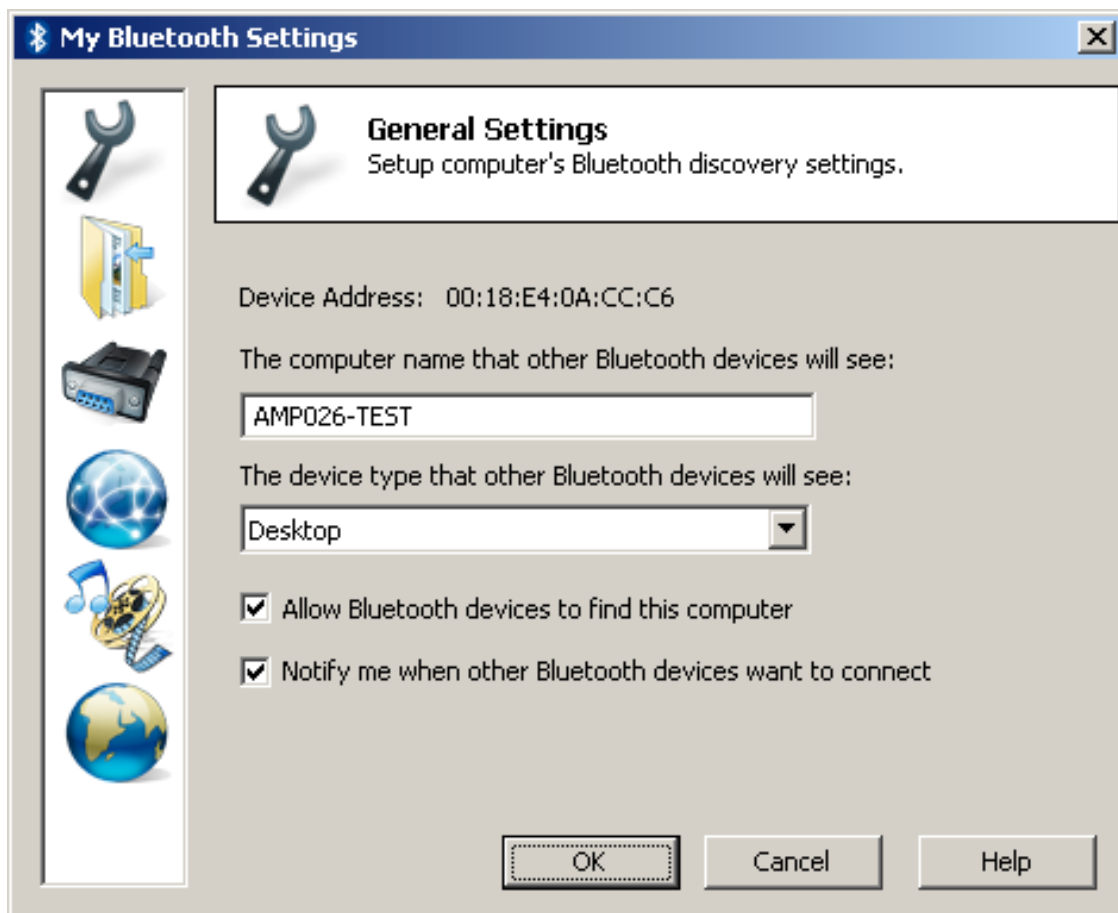 My Bluetooth Settings
General Settings
Setup computer's Bluetooth discovery settings.
Device Address: 00:18:E4:0A:CC:C6
The computer name that other Bluetooth devices will see:
AMP026-TEST
The device type that other Bluetooth devices will see:
Desktop
Allow Bluetooth devices to find this computer
Notify me when other Bluetooth devices want to connect
OK Cancel Help